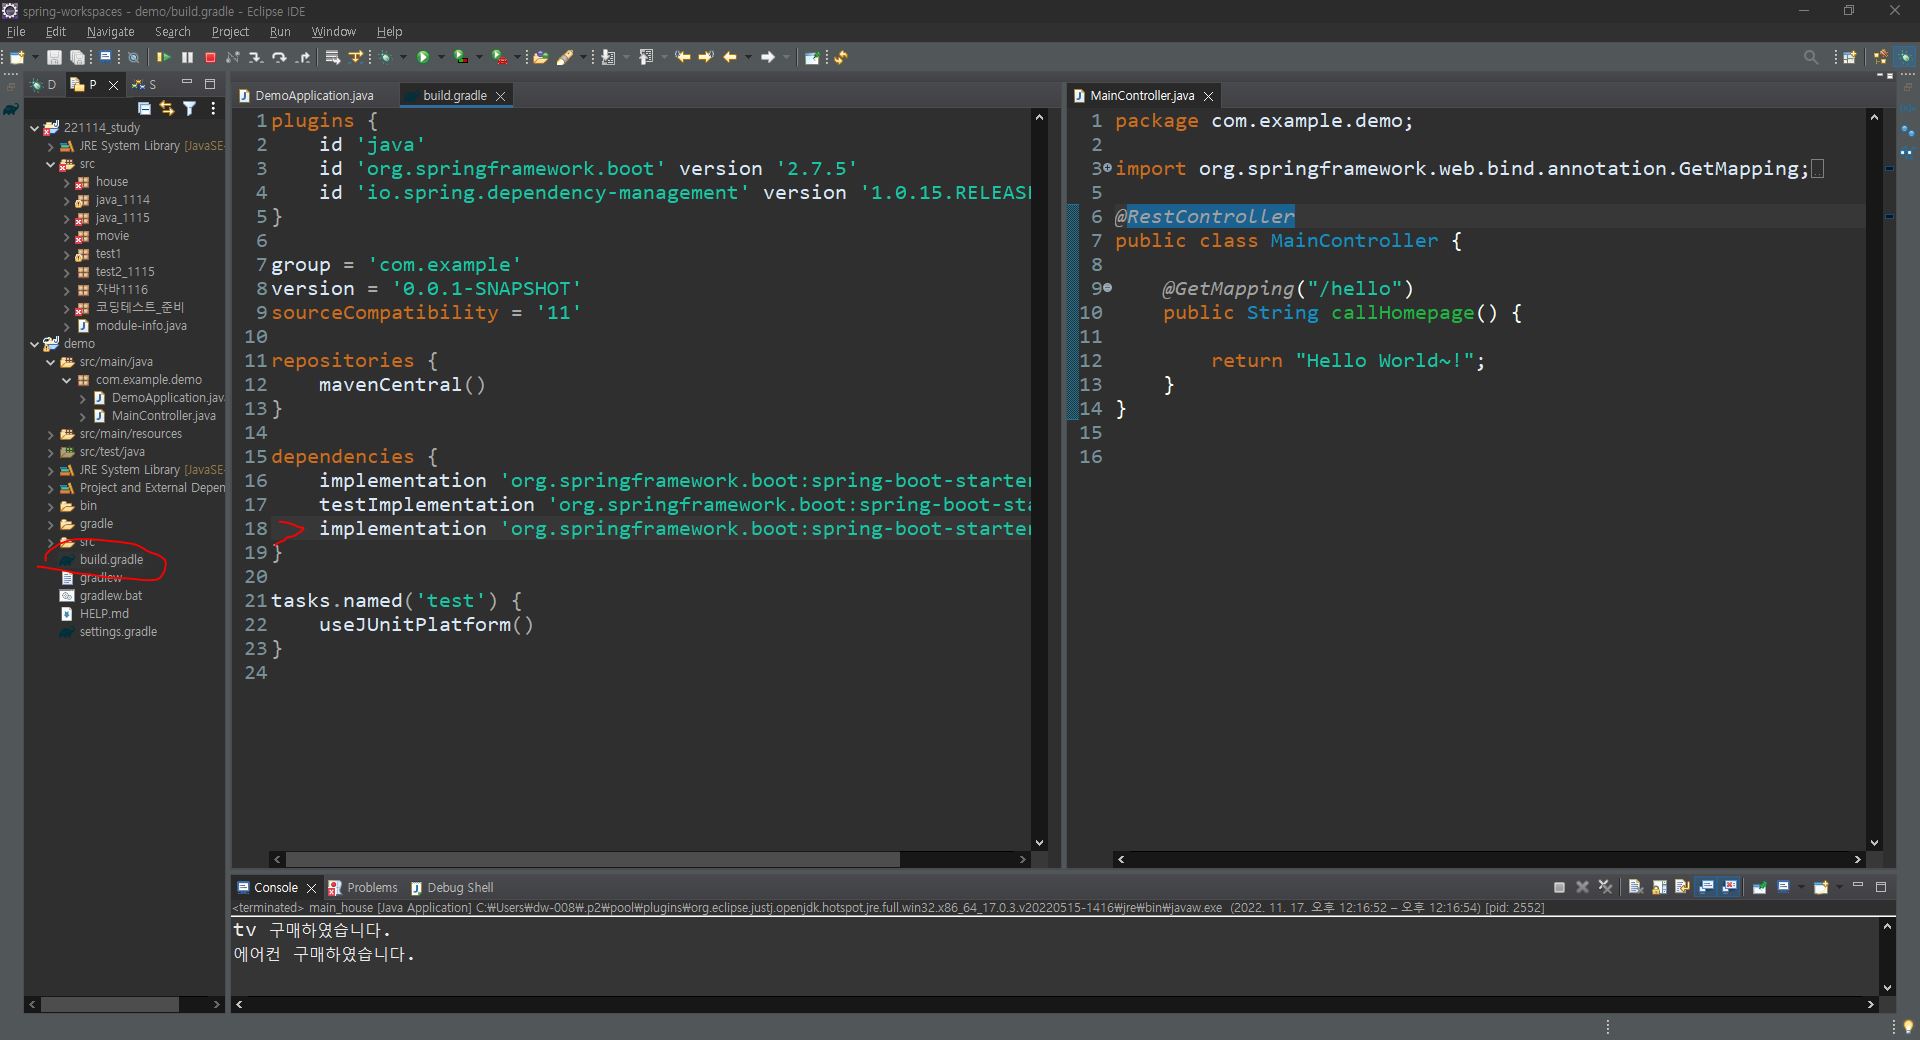 spring-workspaces - demo/build.gradle - Eclipse IDE
File Edit Navigate Search Project Run Window Help
D P S
DemoApplication.java build.gradle
MainController.java
221114_study
JRE System Library [JavaSE-
src
house
java_1114
java_1115
movie
test1
test2_1115
자바1116
코딩테스트_준비
module-info.java
demo
src/main/java
com.example.demo
DemoApplication.jav
MainController.java
src/main/resources
src/test/java
JRE System Library [JavaSE-
Project and External Depen
bin
gradle
src
build.gradle
gradlew
gradlew.bat
HELP.md
settings.gradle
1 plugins {
2 id 'java'
3 id 'org.springframework.boot' version '2.7.5'
4 id 'io.spring.dependency-management' version '1.0.15.RELEASE
5 }
6
7 group = 'com.example'
8 version = '0.0.1-SNAPSHOT'
9 sourceCompatibility = '11'
10
11 repositories {
12 mavenCentral()
13 }
14
15 dependencies {
16 implementation 'org.springframework.boot:spring-boot-starter
17 testImplementation 'org.springframework.boot:spring-boot-sta
18 implementation 'org.springframework.boot:spring-boot-starter
19 }
20
21 tasks.named('test') {
22 useJUnitPlatform()
23 }
24
1 package com.example.demo;
2
3 import org.springframework.web.bind.annotation.GetMapping;
5
6 @RestController
7 public class MainController {
8
9 @GetMapping("/hello")
10 public String callHomepage() {
11
12 return "Hello World~!";
13 }
14 }
15
16
Console Problems Debug Shell
<terminated> main_house [Java Application] C:₩Users₩dw-008₩.p2₩pool₩plugins₩org.eclipse.justj.openjdk.hotspot.jre.full.win32.x86_64_17.0.3.v20220515-1416₩jre₩bin₩javaw.exe (2022. 11. 17. 오후 12:16:52 – 오후 12:16:54) [pid: 2552]
tv 구매하였습니다.
에어컨 구매하였습니다.